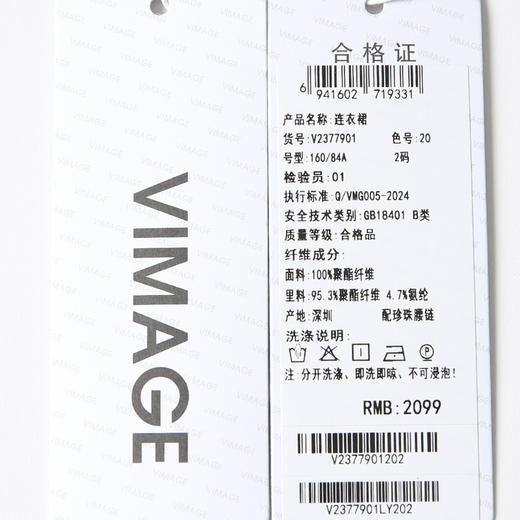 VIMAGE
合格证
6 941602 719331
产品名称:连衣裙
货号:V2377901 色号:20
号型:160/84A 2码
检验员:01
执行标准:Q/VMG005-2024
安全技术类别:GB18401 B类
质量等级:合格品
纤维成分:
面料:100%聚酯纤维
里料:95.3%聚酯纤维 4.7%氨纶
产地:深圳 配珍珠腰链
洗涤说明:
注:分开洗涤、即洗即晾、不可浸泡!
RMB:2099
V2377901202
V2377901LY202